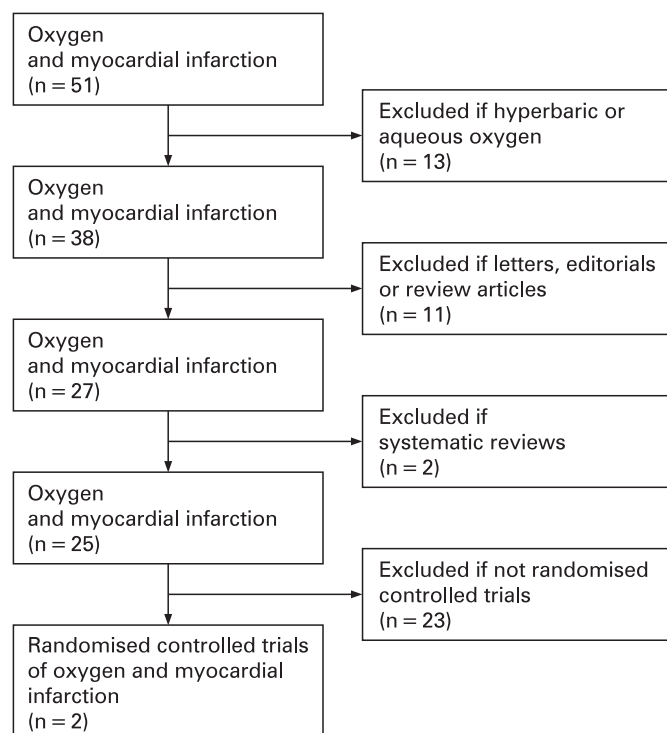 Oxygen
and myocardial infarction
(n = 51)
Excluded if hyperbaric or
aqueous oxygen
(n = 13)
Oxygen
and myocardial infarction
(n = 38)
Excluded if letters, editorials
or review articles
(n = 11)
Oxygen
and myocardial infarction
(n = 27)
Excluded if
systematic reviews
(n = 2)
Oxygen
and myocardial infarction
(n = 25)
Excluded if not randomised
controlled trials
(n = 23)
Randomised controlled trials
of oxygen and myocardial
infarction
(n = 2)